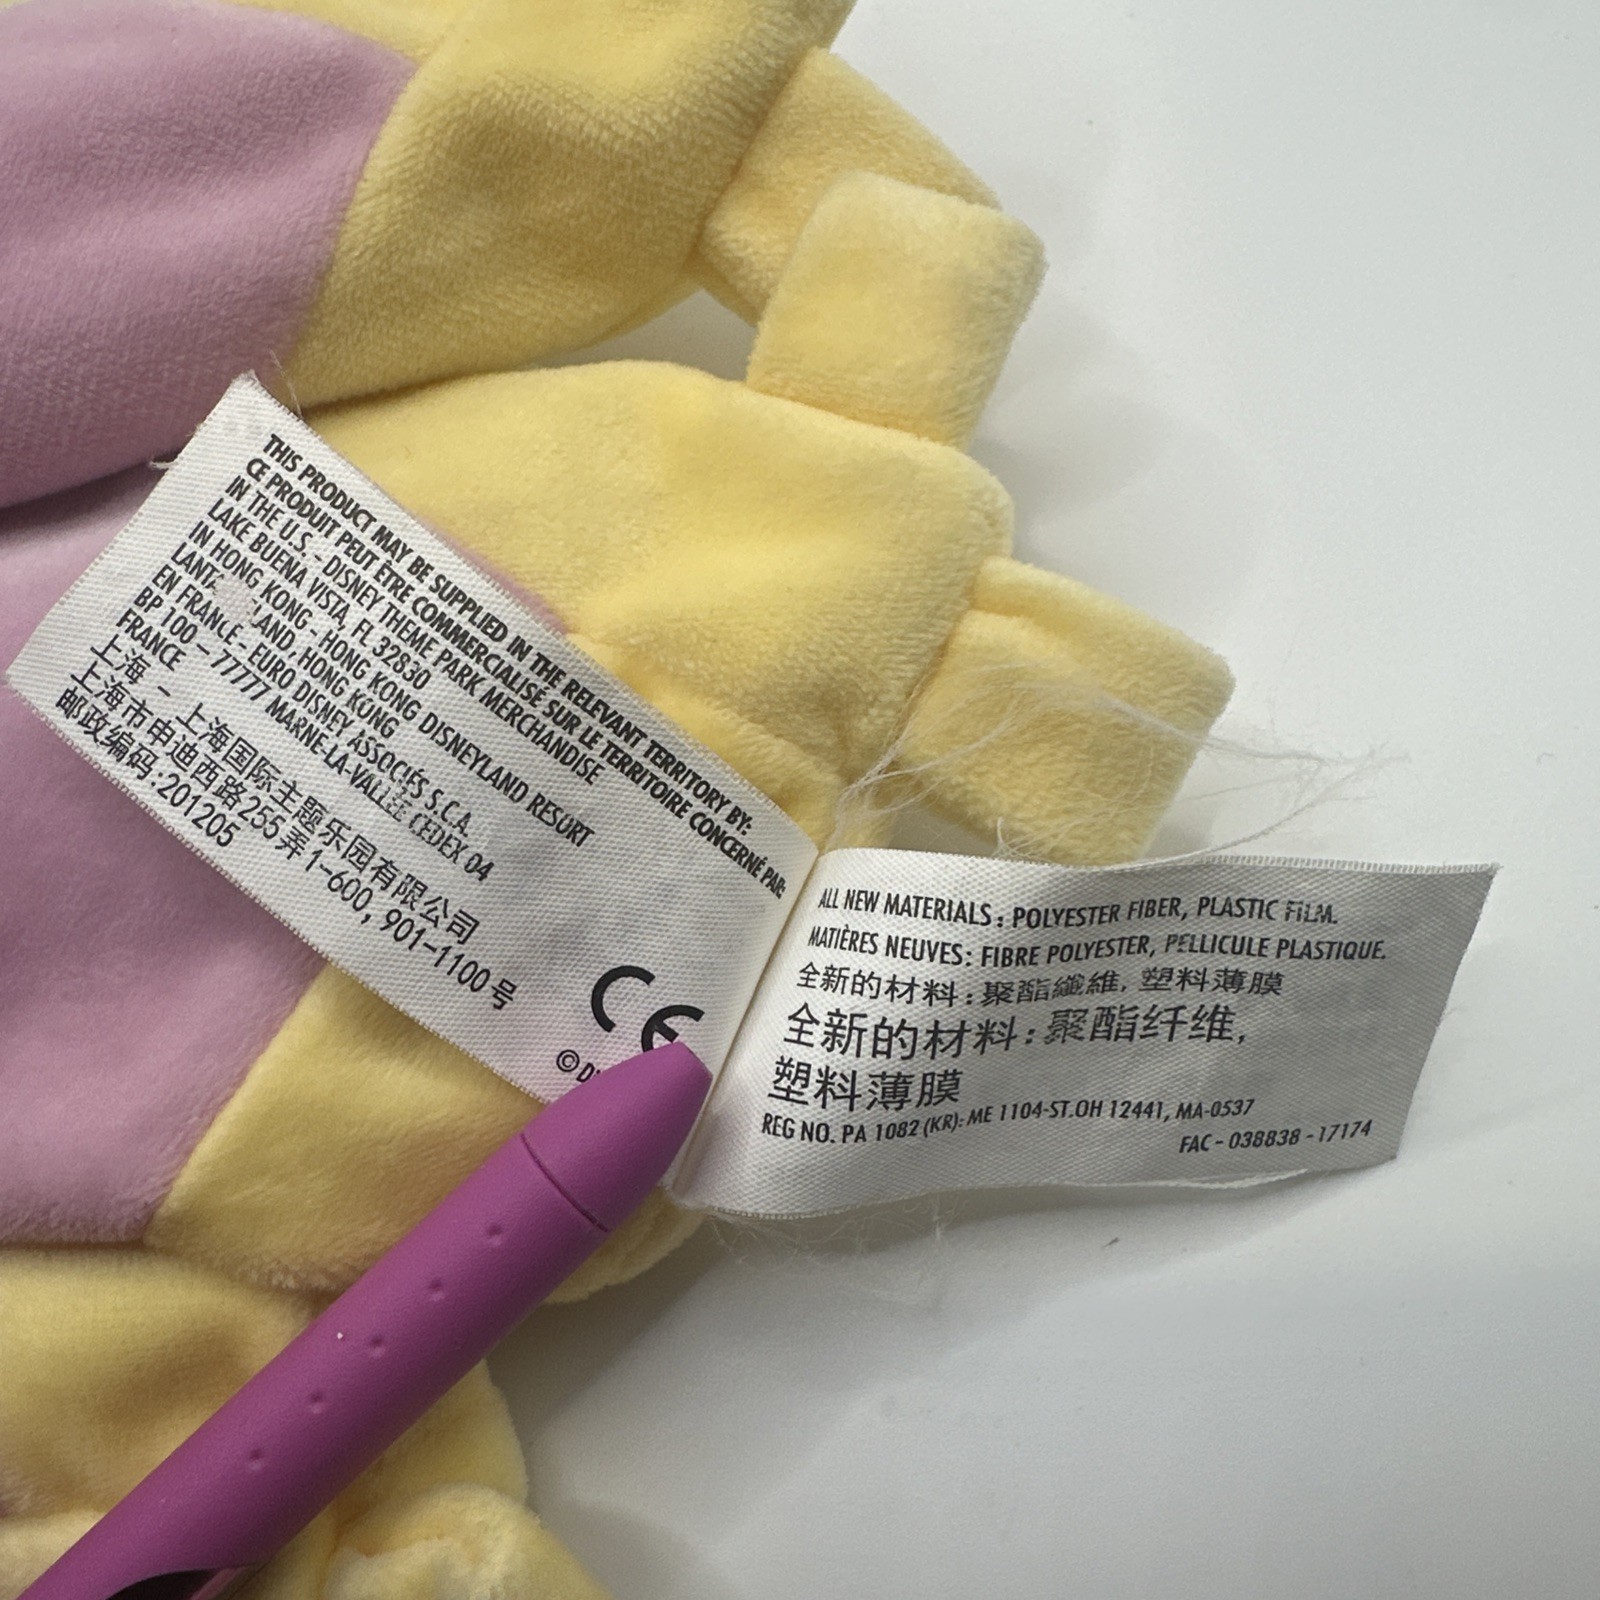 THIS PRODUCT MAY BE SUPPLIED IN THE RELEVANT TERRITORY BY:
CE PRODUIT PEUT ÊTRE COMMERCIALISÉ SUR LE TERRITOIRE CONCERNÉ PAR:
IN THE U.S. - DISNEY THEME PARK MERCHANDISE
LAKE BUENA VISTA, FL 32830
IN HONG KONG - HONG KONG DISNEYLAND RESORT
HONG KONG
EN FRANCE - EURO DISNEY ASSOCIÉS S.C.A.
BP 100 - 77777 MARNE-LA-VALLÉE CEDEX 04
FRANCE
上海 - 上海国际主题乐园有限公司
上海市申迪西路255弄1-600, 901-1100号
邮政编码:201205
CE
©
ALL NEW MATERIALS: POLYESTER FIBER, PLASTIC FILM.
MATIÈRES NEUVES: FIBRE POLYESTER, PELLICULE PLASTIQUE.
全新的材料:聚酯纖維, 塑料薄膜
全新的材料:聚酯纤维,
塑料薄膜
REG NO. PA 1082 (KR): ME 1104-ST.OH 12441, MA-0537
FAC - 038838 - 17174